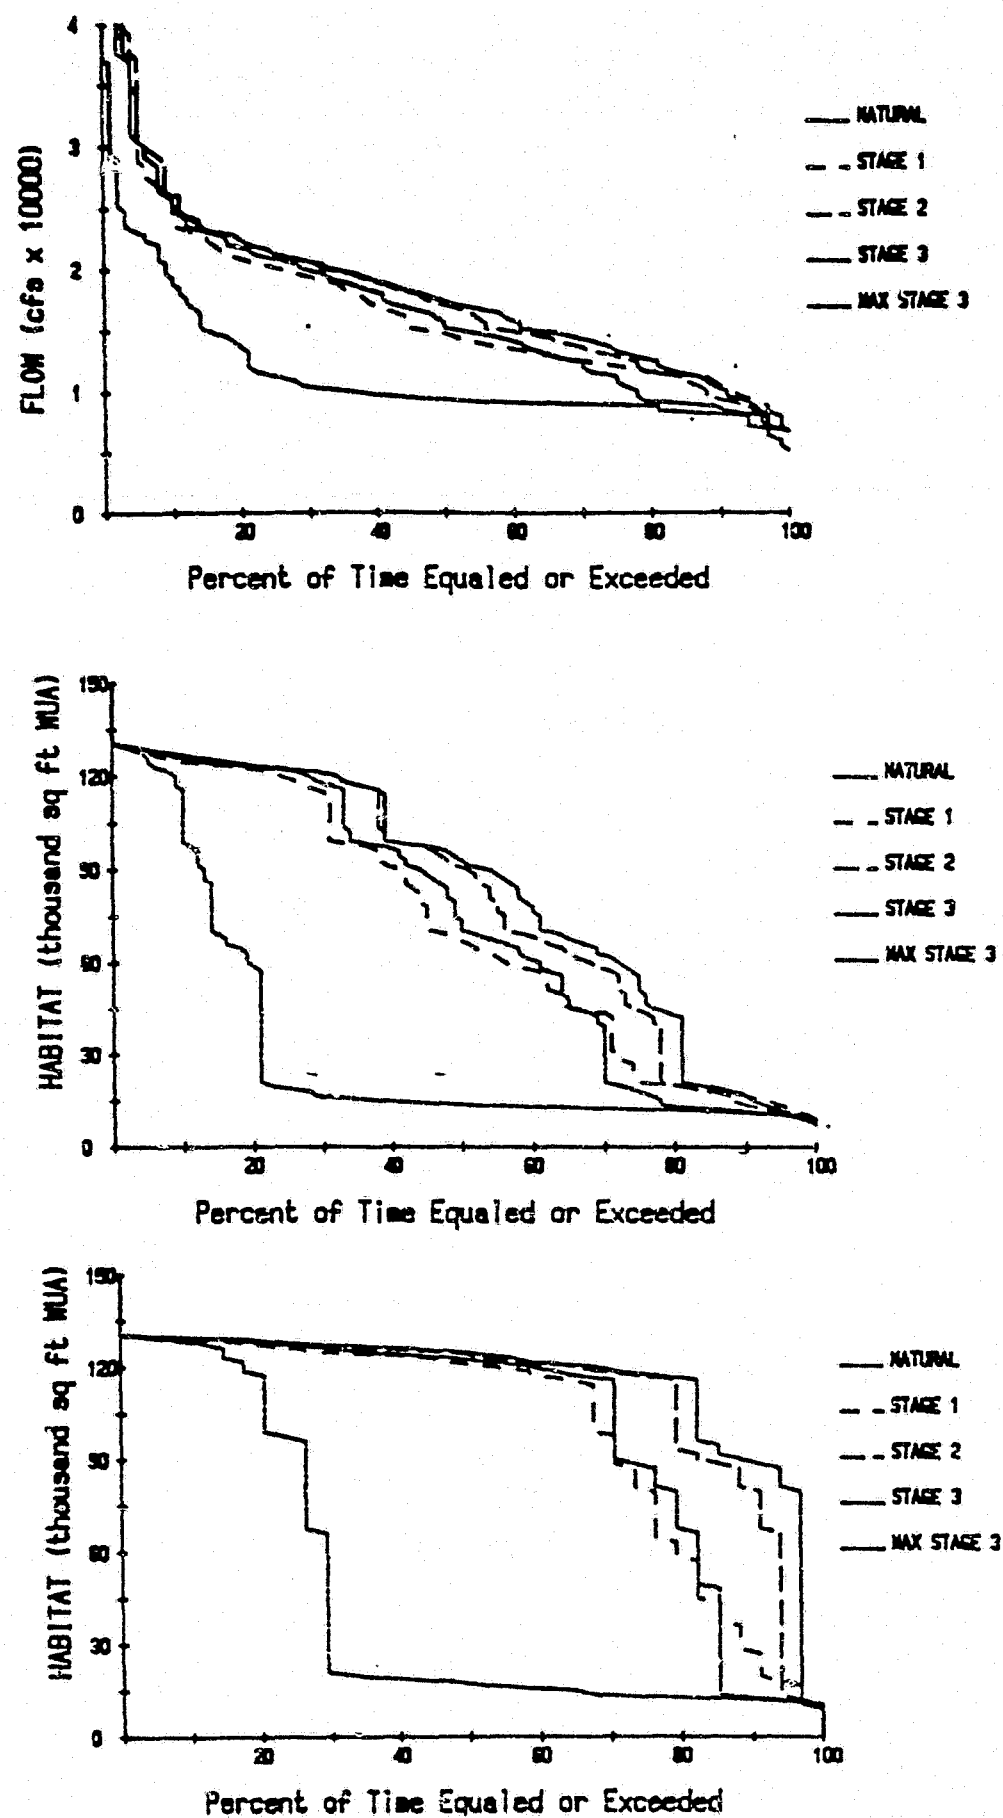 FLOW (cfs x 10000)
4
3
2
1
0
20
40
60
80
100
Percent of Time Equaled or Exceeded
NATURAL
STAGE 1
STAGE 2
STAGE 3
MAX STAGE 3
HABITAT (thousand sq ft WUA)
150
120
90
60
30
0
20
40
60
80
100
Percent of Time Equaled or Exceeded
NATURAL
STAGE 1
STAGE 2
STAGE 3
MAX STAGE 3
HABITAT (thousand sq ft WUA)
150
120
90
60
30
0
20
40
60
80
100
Percent of Time Equaled or Exceeded
NATURAL
STAGE 1
STAGE 2
STAGE 3
MAX STAGE 3